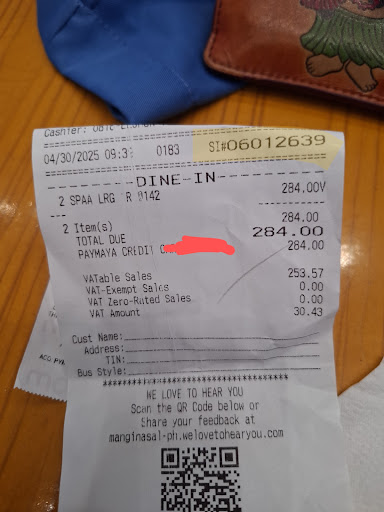 Cashier:
04/30/2025 09:3 0183 SI#06012639
DINE-IN
2 SPAA LRG R 0142 284.00V
---
2 Item(s) 284.00
TOTAL DUE 284.00
PAYMAYA CREDIT 284.00
VATable Sales 253.57
VAT-Exempt Sales 0.00
VAT Zero-Rated Sales 0.00
VAT Amount 30.43
Cust Name:
Address:
TIN:
Bus Style:
WE LOVE TO HEAR YOU
Scan the QR Code below or
Share your feedback at
manginasal-ph.welovetohearyou.com